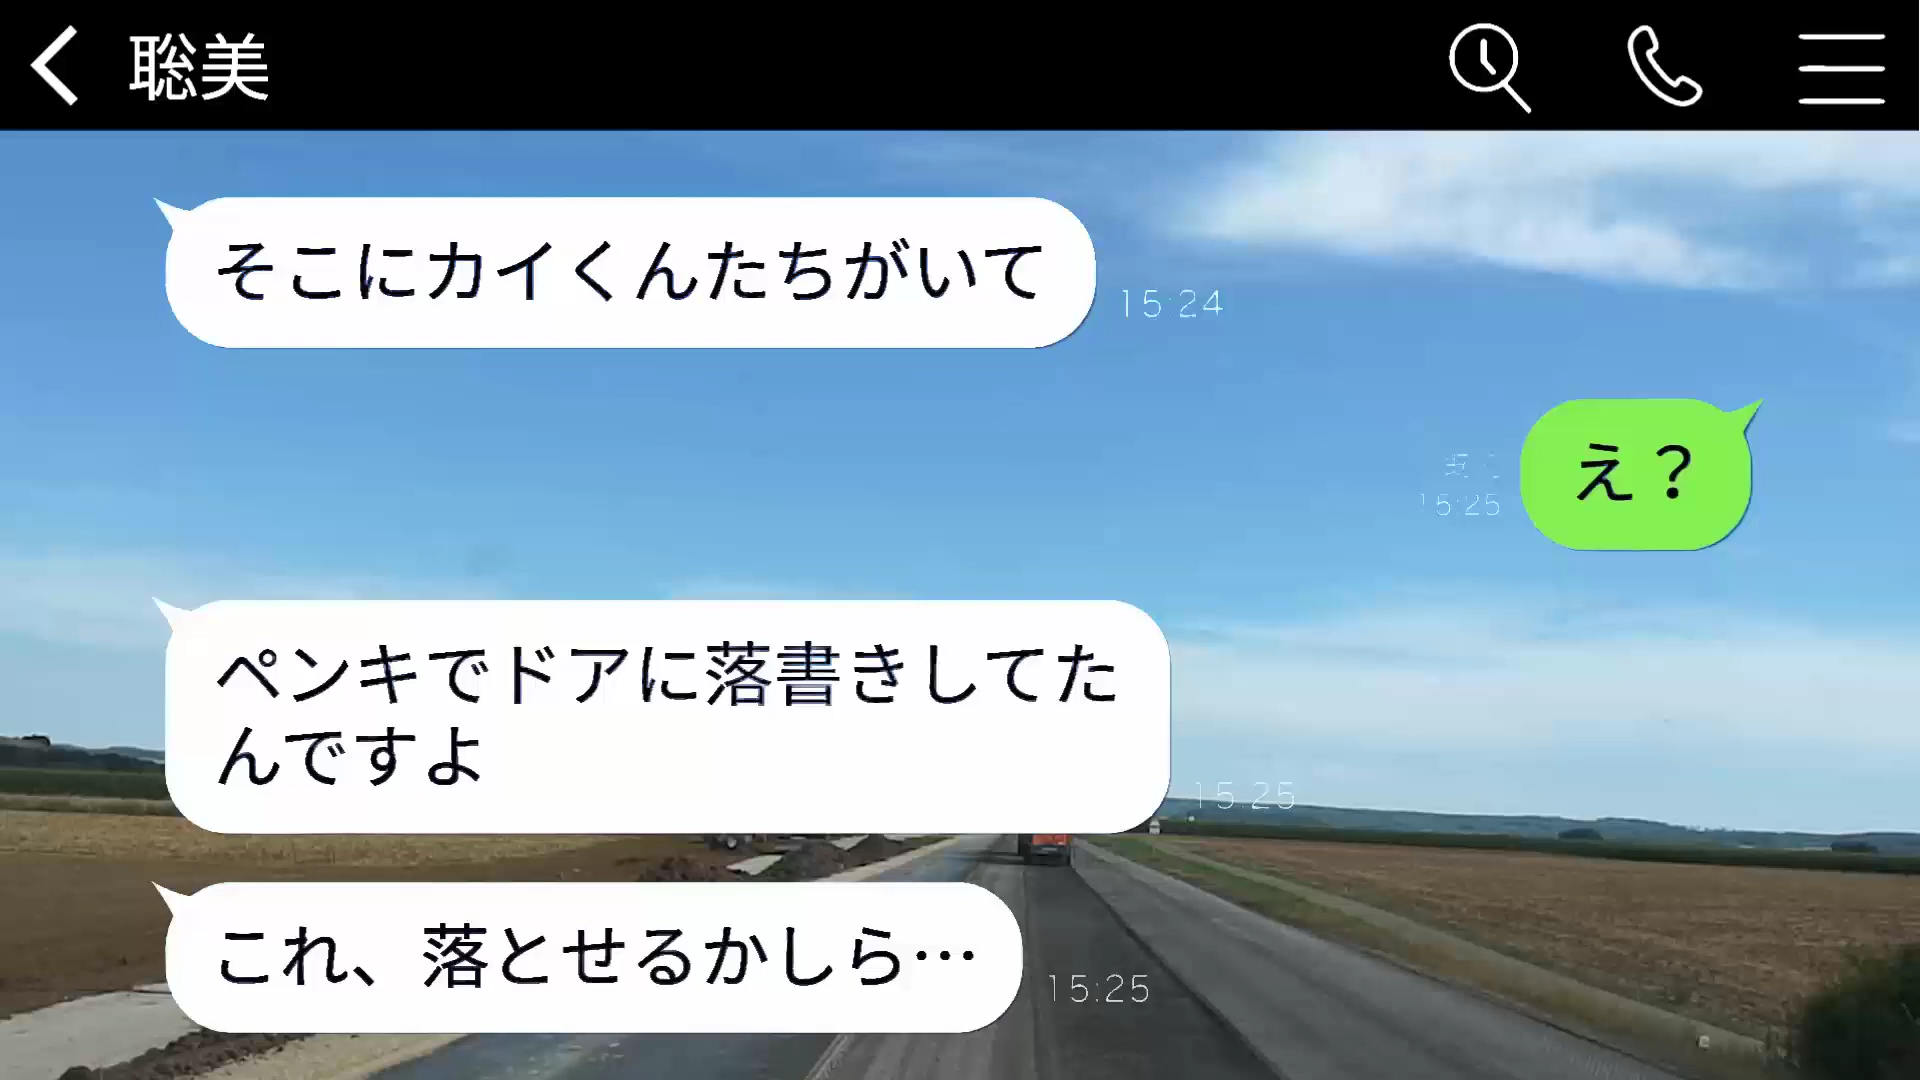 聡美
そこにカイくんたちがいて
15:24
え？
15:25
ペンキでドアに落書きしてた
んですよ
15:25
これ、落とせるかしら…
15:25